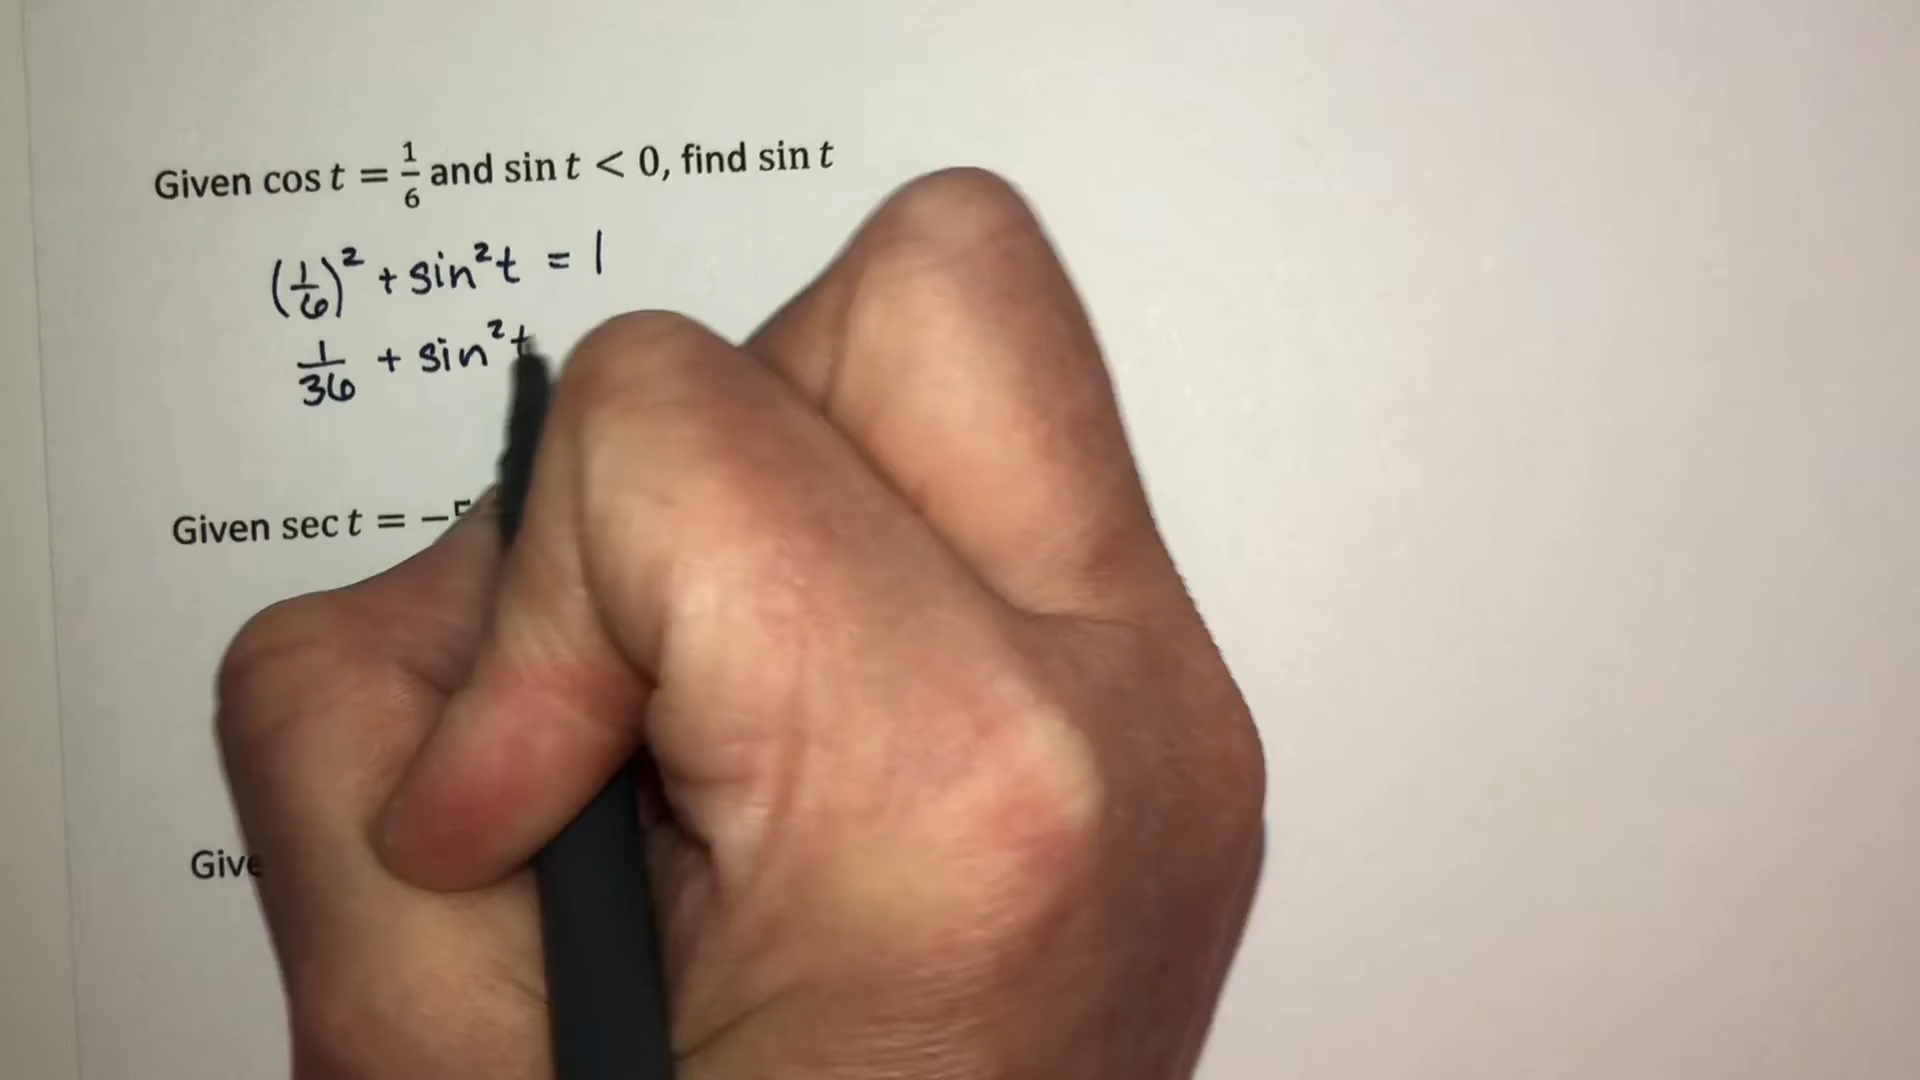 Given cos t = 1/6 and sin t < 0, find sin t
(1/6)² + sin²t = 1
1/36 + sin²t
Given sec t = −5